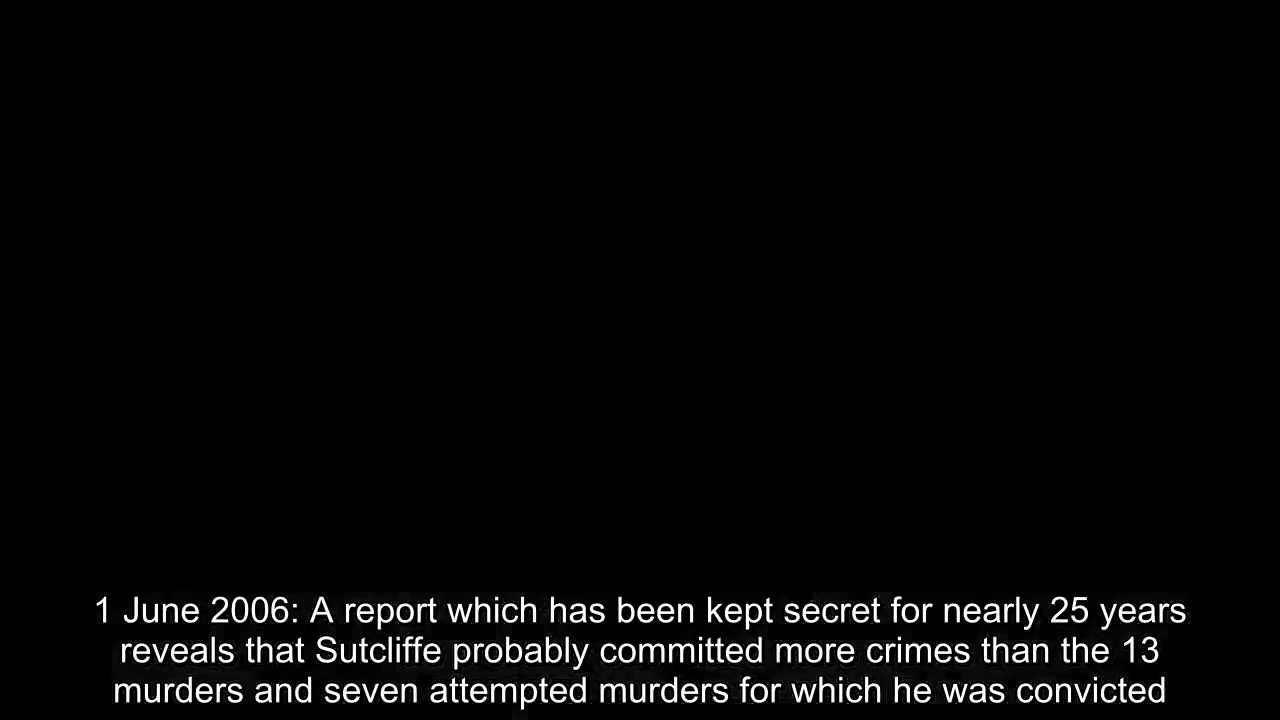 1 June 2006: A report which has been kept secret for nearly 25 years
reveals that Sutcliffe probably committed more crimes than the 13
murders and seven attempted murders for which he was convicted